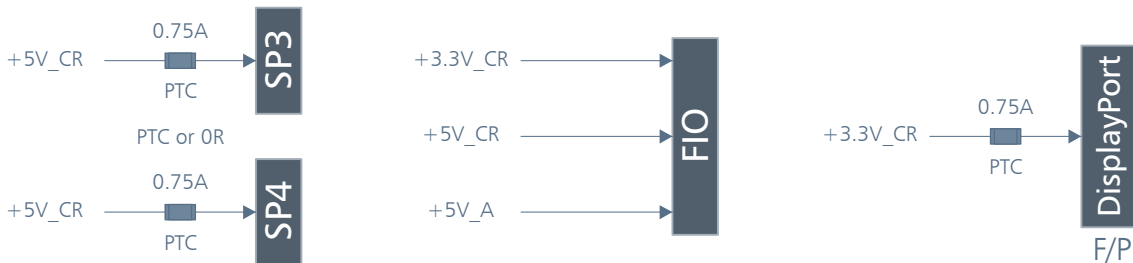 0.75A
+5V_CR
PTC
SP3
PTC or 0R
0.75A
+5V_CR
PTC
SP4
+3.3V_CR
+5V_CR
+5V_A
FIO
0.75A
+3.3V_CR
PTC
DisplayPort
F/P